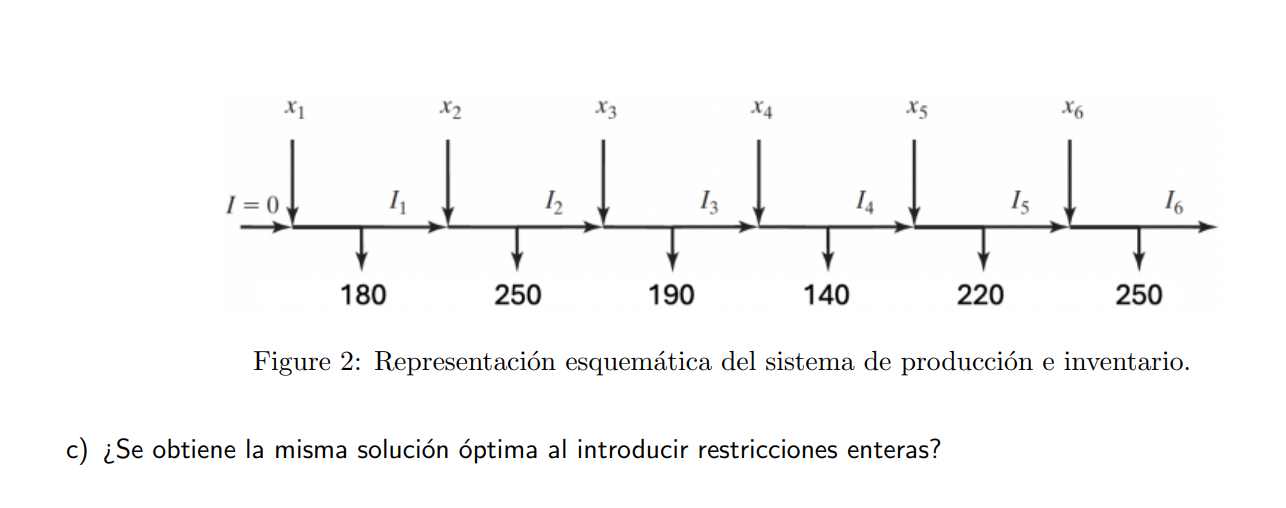 x1 x2 x3 x4 x5 x6
I = 0 I1 I2 I3 I4 I5 I6
180 250 190 140 220 250
Figure 2: Representación esquemática del sistema de producción e inventario.
c) ¿Se obtiene la misma solución óptima al introducir restricciones enteras?